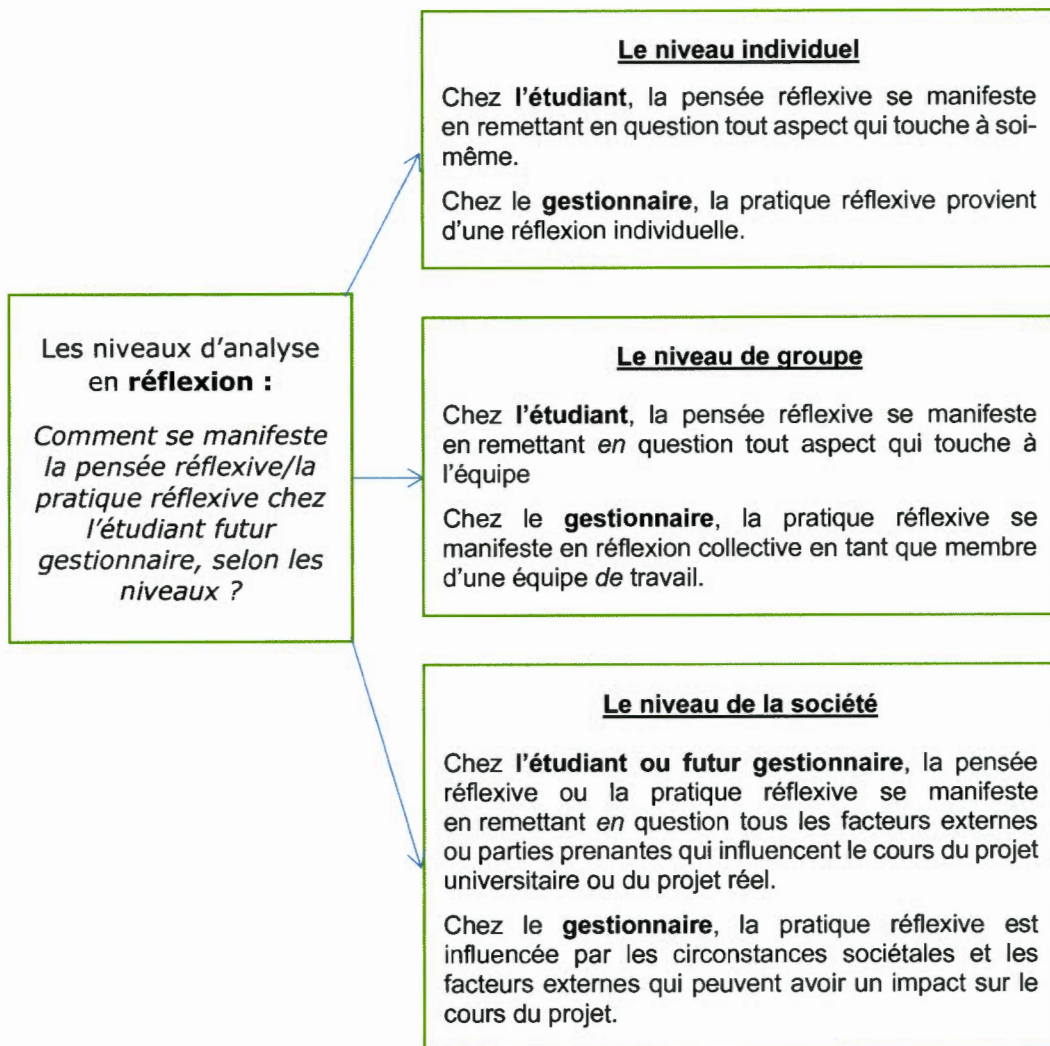 Les niveaux d'analyse
en réflexion :
Comment se manifeste
la pensée réflexive/la
pratique réflexive chez
l'étudiant futur
gestionnaire, selon les
niveaux ?
Le niveau individuel
Chez l'étudiant, la pensée réflexive se manifeste
en remettant en question tout aspect qui touche à soi-
même.
Chez le gestionnaire, la pratique réflexive provient
d'une réflexion individuelle.
Le niveau de groupe
Chez l'étudiant, la pensée réflexive se manifeste
en remettant en question tout aspect qui touche à
l'équipe
Chez le gestionnaire, la pratique réflexive se
manifeste en réflexion collective en tant que membre
d'une équipe de travail.
Le niveau de la société
Chez l'étudiant ou futur gestionnaire, la pensée
réflexive ou la pratique réflexive se manifeste
en remettant en question tous les facteurs externes
ou parties prenantes qui influencent le cours du projet
universitaire ou du projet réel.
Chez le gestionnaire, la pratique réflexive est
influencée par les circonstances sociétales et les
facteurs externes qui peuvent avoir un impact sur le
cours du projet.